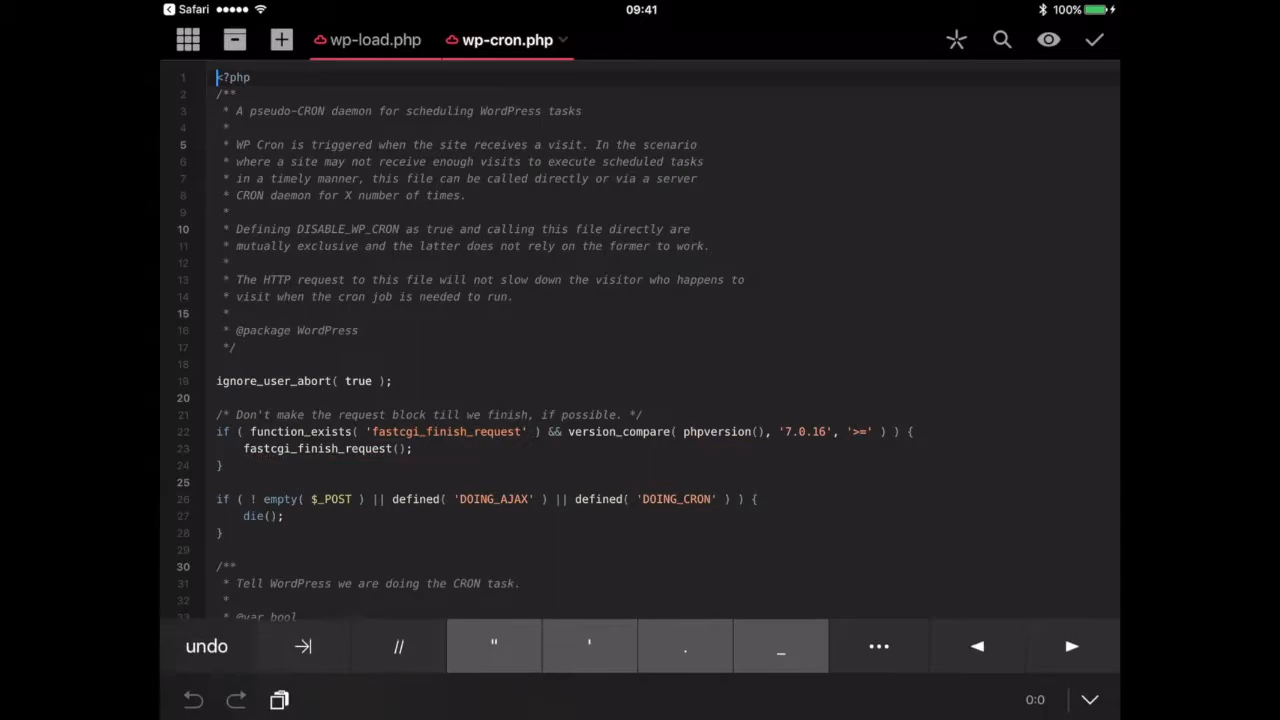 Safari 09:41 100%
wp-load.php wp-cron.php
1 <?php
2 /**
3 * A pseudo-CRON daemon for scheduling WordPress tasks
4 *
5 * WP Cron is triggered when the site receives a visit. In the scenario
6 * where a site may not receive enough visits to execute scheduled tasks
7 * in a timely manner, this file can be called directly or via a server
8 * CRON daemon for X number of times.
9 *
10 * Defining DISABLE_WP_CRON as true and calling this file directly are
11 * mutually exclusive and the latter does not rely on the former to work.
12 *
13 * The HTTP request to this file will not slow down the visitor who happens to
14 * visit when the cron job is needed to run.
15 *
16 * @package WordPress
17 */
18
19 ignore_user_abort( true );
20
21 /* Don't make the request block till we finish, if possible. */
22 if ( function_exists( 'fastcgi_finish_request' ) && version_compare( phpversion(), '7.0.16', '>=' ) ) {
23 fastcgi_finish_request();
24 }
25
26 if ( ! empty( $_POST ) || defined( 'DOING_AJAX' ) || defined( 'DOING_CRON' ) ) {
27 die();
28 }
29
30 /**
31 * Tell WordPress we are doing the CRON task.
32 *
33 * @var bool
undo // " ' . _ •••
0:0